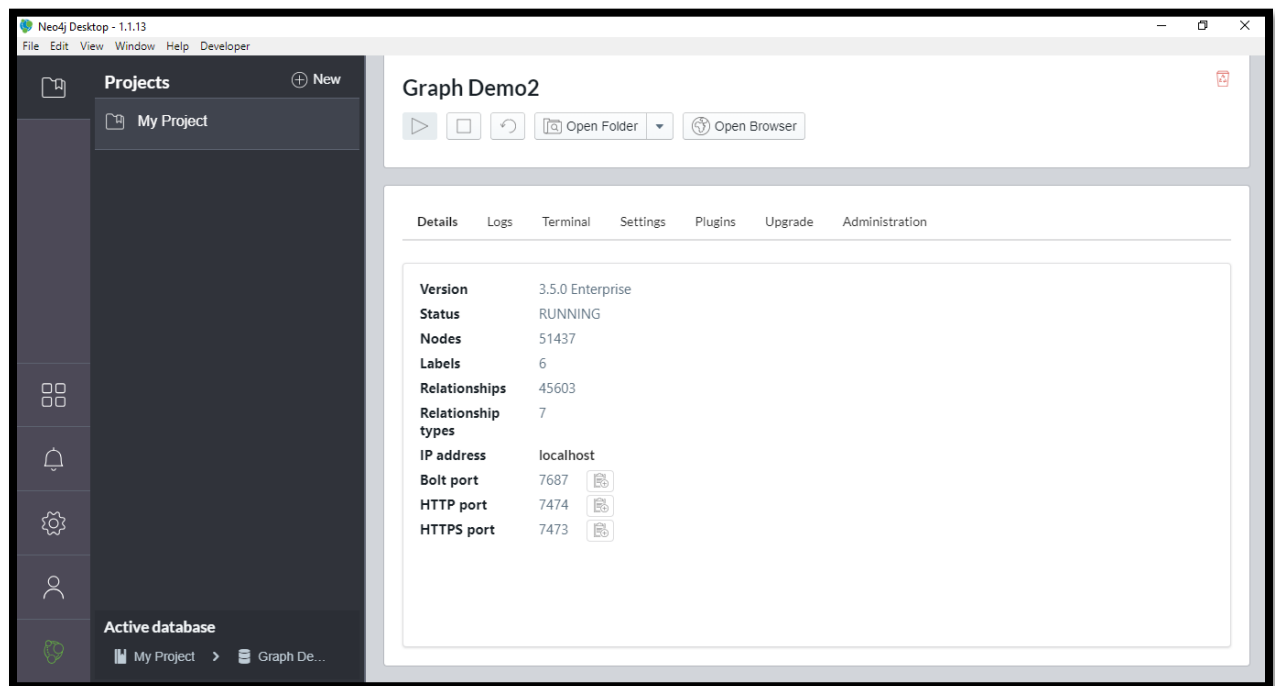 Neo4j Desktop - 1.1.13
File Edit View Window Help Developer
Projects
New
My Project
Active database
My Project > Graph De...
Graph Demo2
Open Folder
Open Browser
Details Logs Terminal Settings Plugins Upgrade Administration
Version 3.5.0 Enterprise
Status RUNNING
Nodes 51437
Labels 6
Relationships 45603
Relationship 7
types
IP address localhost
Bolt port 7687
HTTP port 7474
HTTPS port 7473